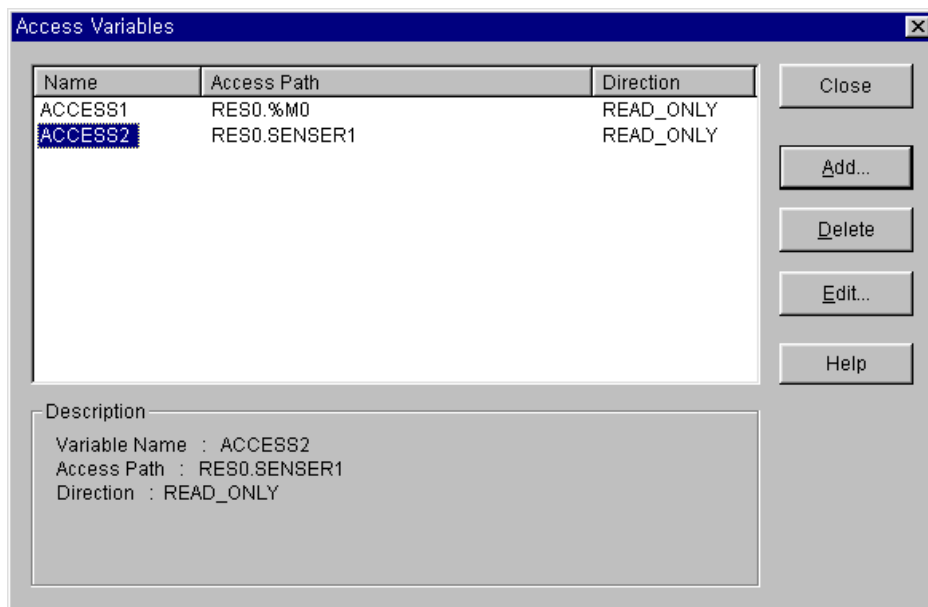 Access Variables
Name Access Path Direction
ACCESS1 RES0.%M0 READ_ONLY
ACCESS2 RES0.SENSER1 READ_ONLY
Close
Add...
Delete
Edit...
Help
Description
Variable Name : ACCESS2
Access Path : RES0.SENSER1
Direction : READ_ONLY